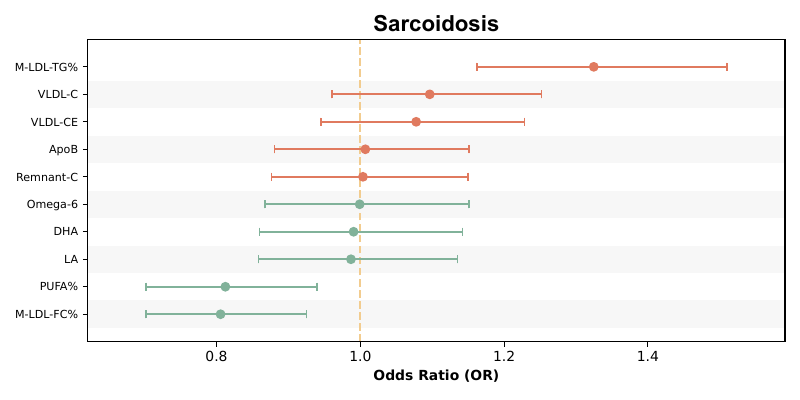 Sarcoidosis
M-LDL-TG%
VLDL-C
VLDL-CE
ApoB
Remnant-C
Omega-6
DHA
LA
PUFA%
M-LDL-FC%
0.8 1.0 1.2 1.4
Odds Ratio (OR)